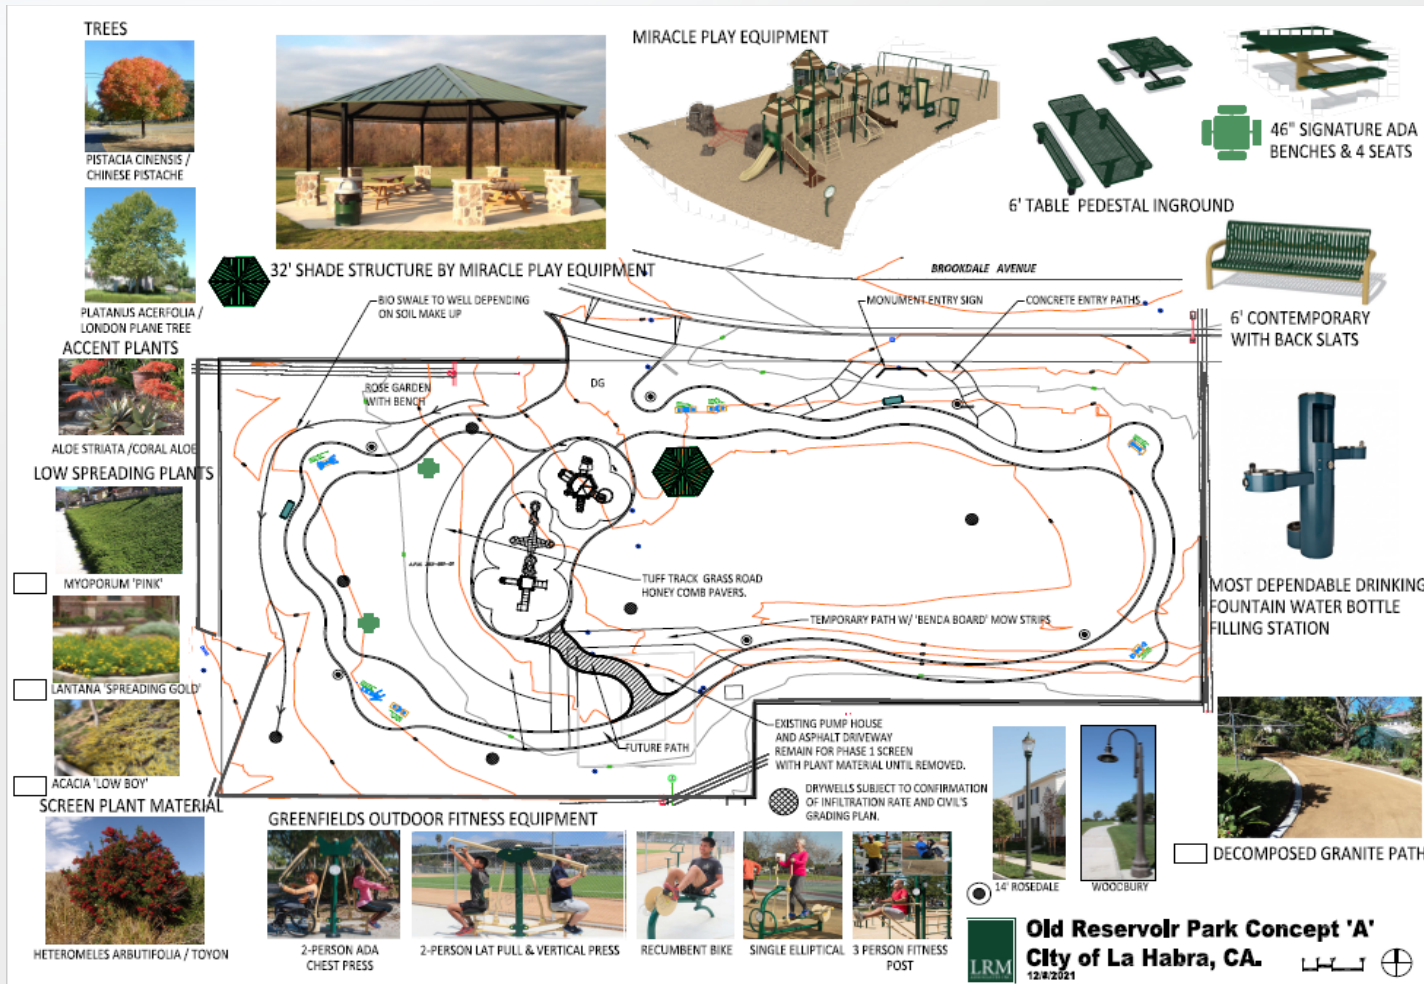 TREES
PISTACIA CINENSIS /
CHINESE PISTACHE
PLATANUS ACERFOLIA /
LONDON PLANE TREE
ACCENT PLANTS
ALOE STRIATA /CORAL ALOE
LOW SPREADING PLANTS
MYOPORUM 'PINK'
LANTANA 'SPREADING GOLD'
ACACIA 'LOW BOY'
SCREEN PLANT MATERIAL
HETEROMELES ARBUTIFOLIA / TOYON
32' SHADE STRUCTURE BY MIRACLE PLAY EQUIPMENT
MIRACLE PLAY EQUIPMENT
6' TABLE PEDESTAL INGROUND
46" SIGNATURE ADA
BENCHES & 4 SEATS
6' CONTEMPORARY
WITH BACK SLATS
MOST DEPENDABLE DRINKING
FOUNTAIN WATER BOTTLE
FILLING STATION
BROOKDALE AVENUE
BIO SWALE TO WELL DEPENDING
ON SOIL MAKE UP
MONUMENT ENTRY SIGN
CONCRETE ENTRY PATHS
ROSE GARDEN
WITH BENCH
DG
TUFF TRACK GRASS ROAD
HONEY COMB PAVERS.
TEMPORARY PATH W/ 'BENDA BOARD' MOW STRIPS
FUTURE PATH
EXISTING PUMP HOUSE
AND ASPHALT DRIVEWAY
REMAIN FOR PHASE 1 SCREEN
WITH PLANT MATERIAL UNTIL REMOVED.
DRYWELLS SUBJECT TO CONFIRMATION
OF INFILTRATION RATE AND CIVIL'S
GRADING PLAN.
GREENFIELDS OUTDOOR FITNESS EQUIPMENT
2-PERSON ADA
CHEST PRESS
2-PERSON LAT PULL & VERTICAL PRESS
RECUMBENT BIKE
SINGLE ELLIPTICAL
3 PERSON FITNESS
POST
14' ROSEDALE
WOODBURY
DECOMPOSED GRANITE PATH
LRM
Old Reservoir Park Concept 'A'
City of La Habra, CA.